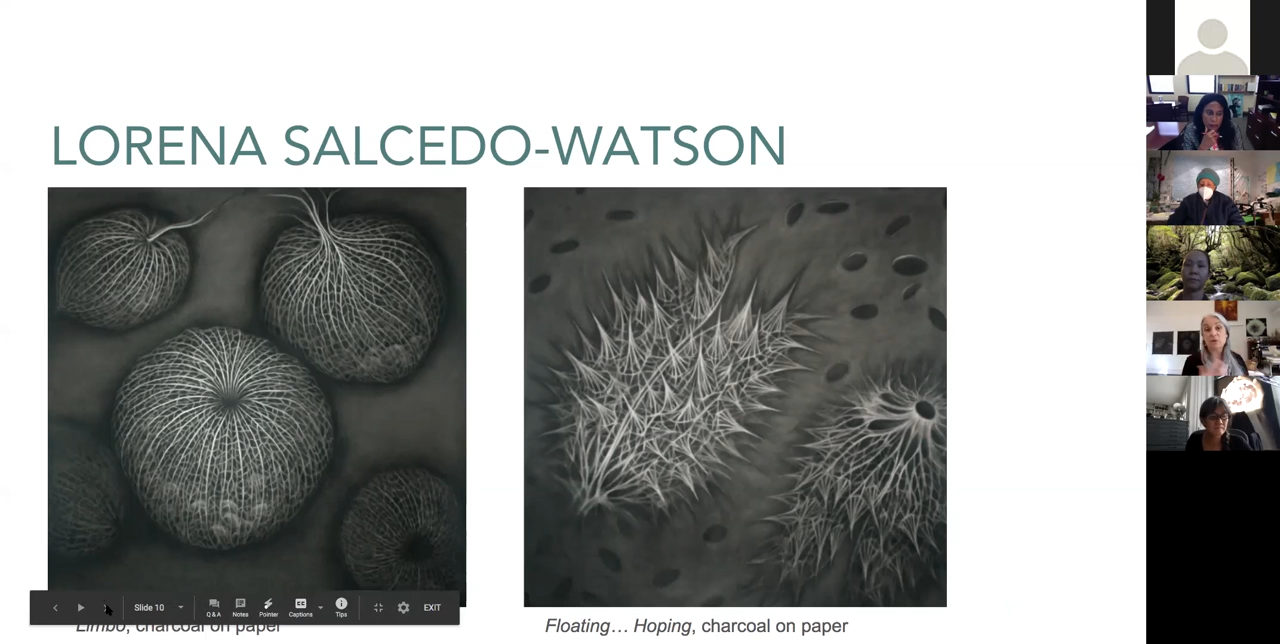 LORENA SALCEDO-WATSON
Slide 10
Q & A
Notes
Pointer
Captions
Tips
EXIT
Limbo, charcoal on paper
Floating… Hoping, charcoal on paper